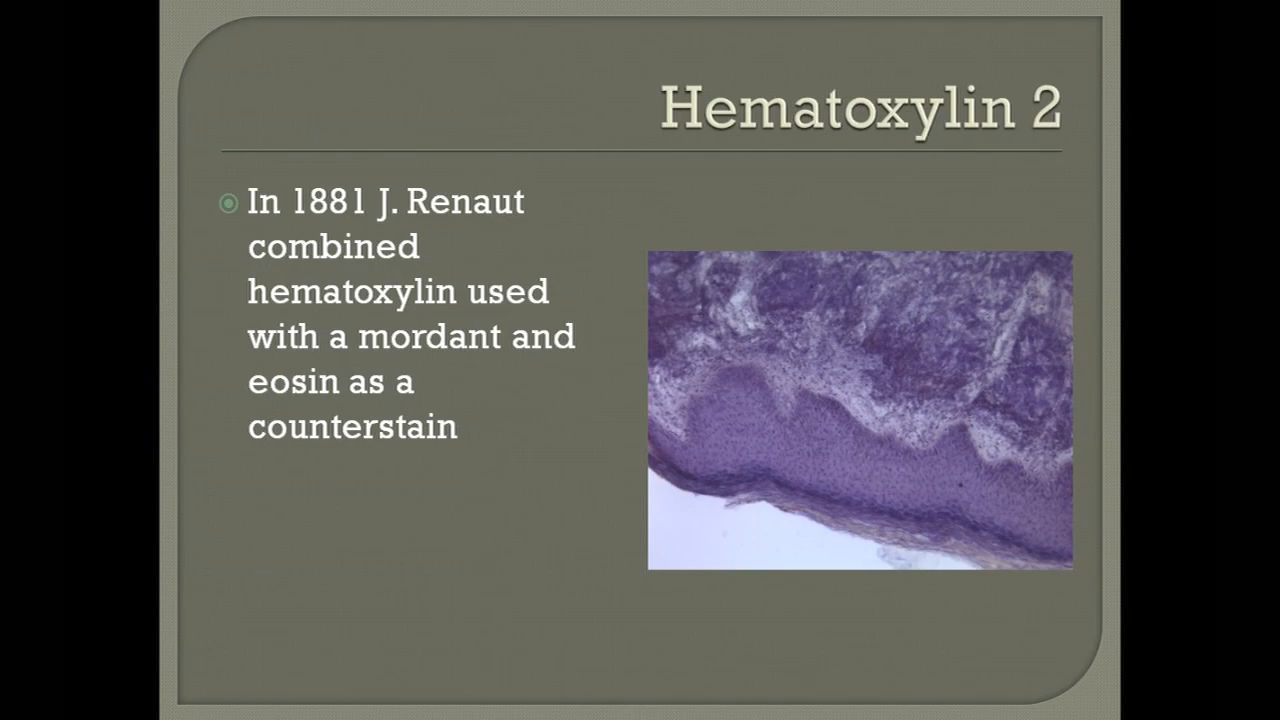 Hematoxylin 2
In 1881 J. Renaut
combined
hematoxylin used
with a mordant and
eosin as a
counterstain